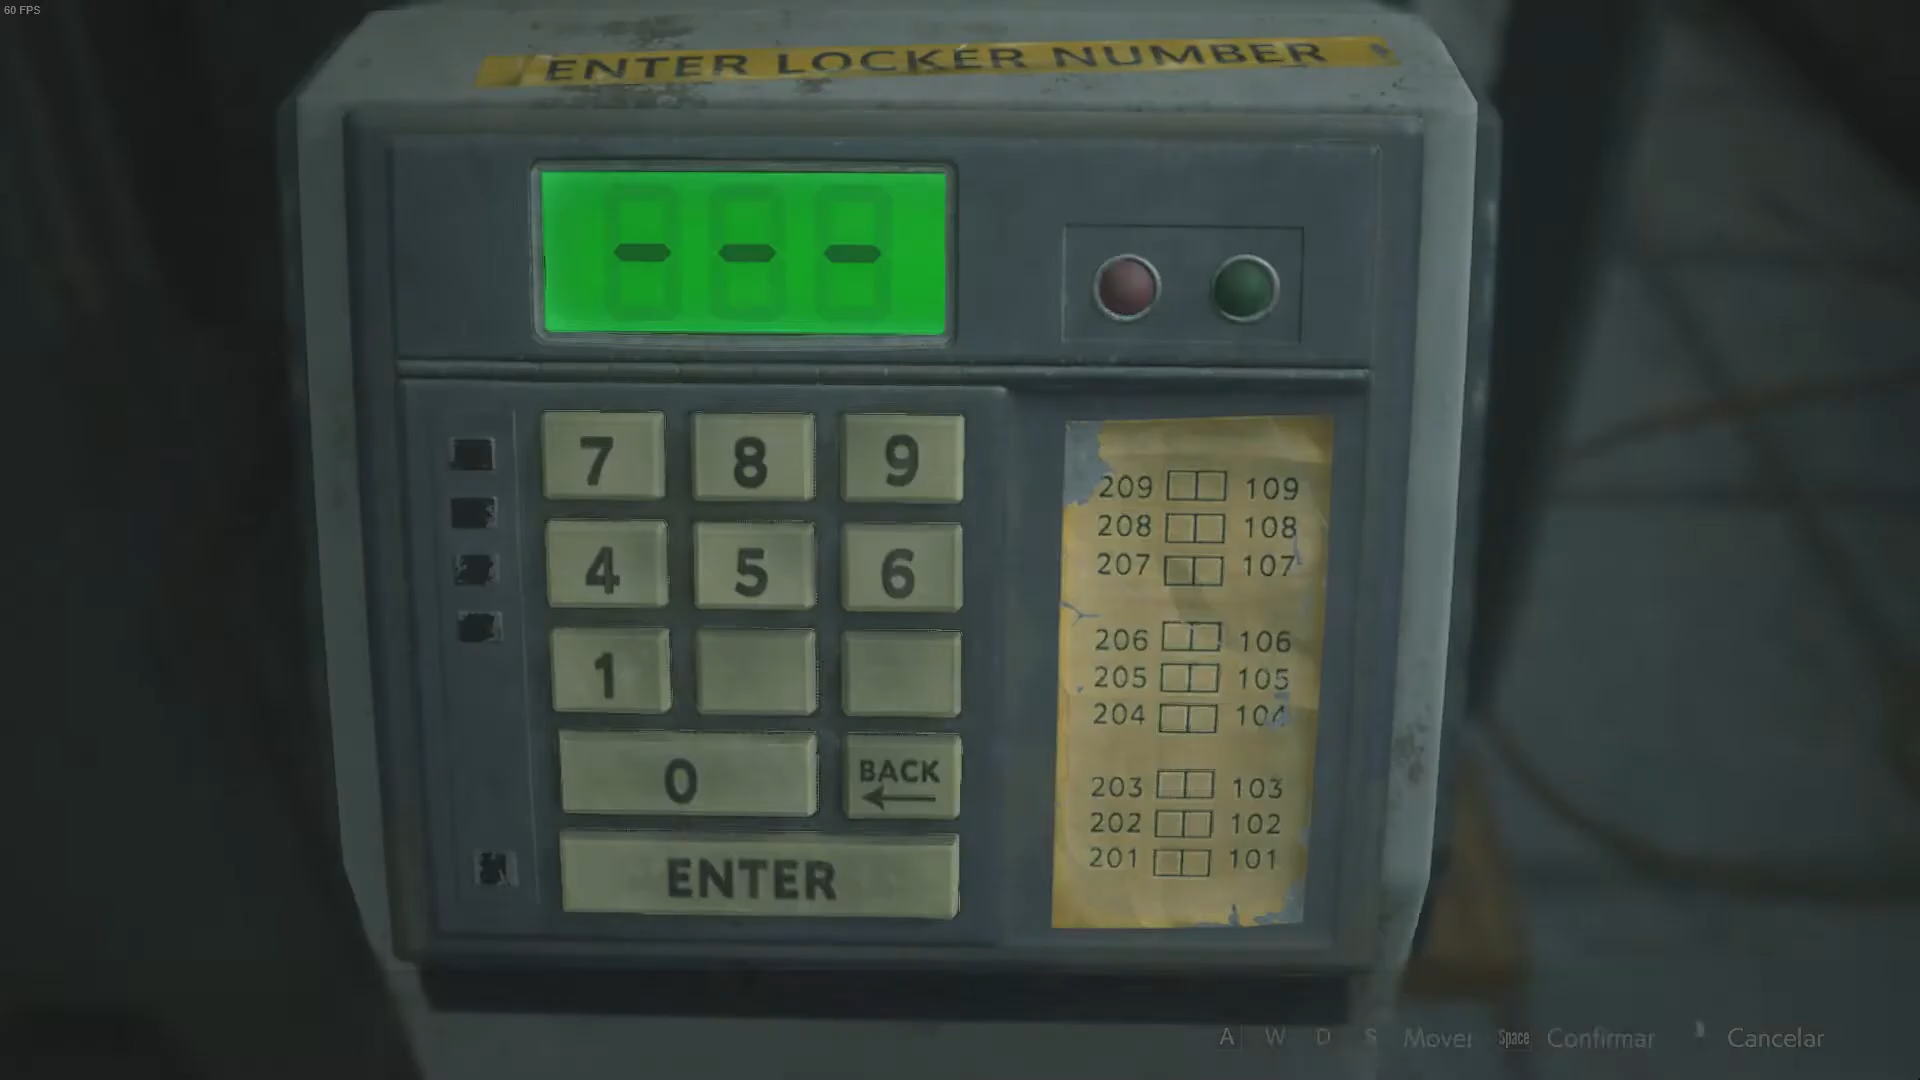 60 FPS
ENTER LOCKER NUMBER
- - -
7 8 9
4 5 6
1
0 BACK
ENTER
209 109
208 108
207 107
206 106
205 105
204 104
203 103
202 102
201 101
A W D S Mover Space Confirmar Cancelar